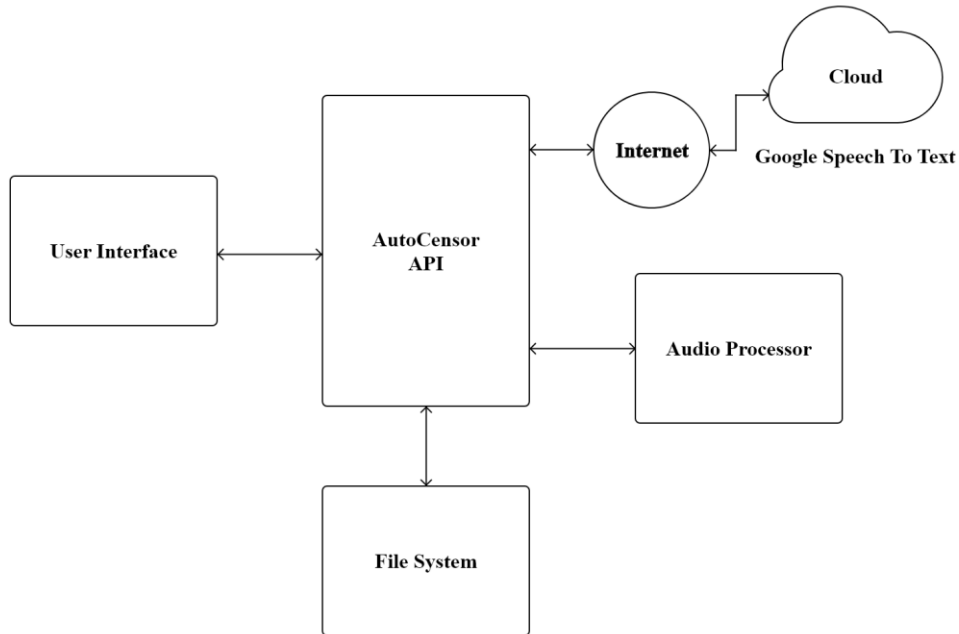 Cloud
Internet
Google Speech To Text
User Interface
AutoCensor
API
Audio Processor
File System